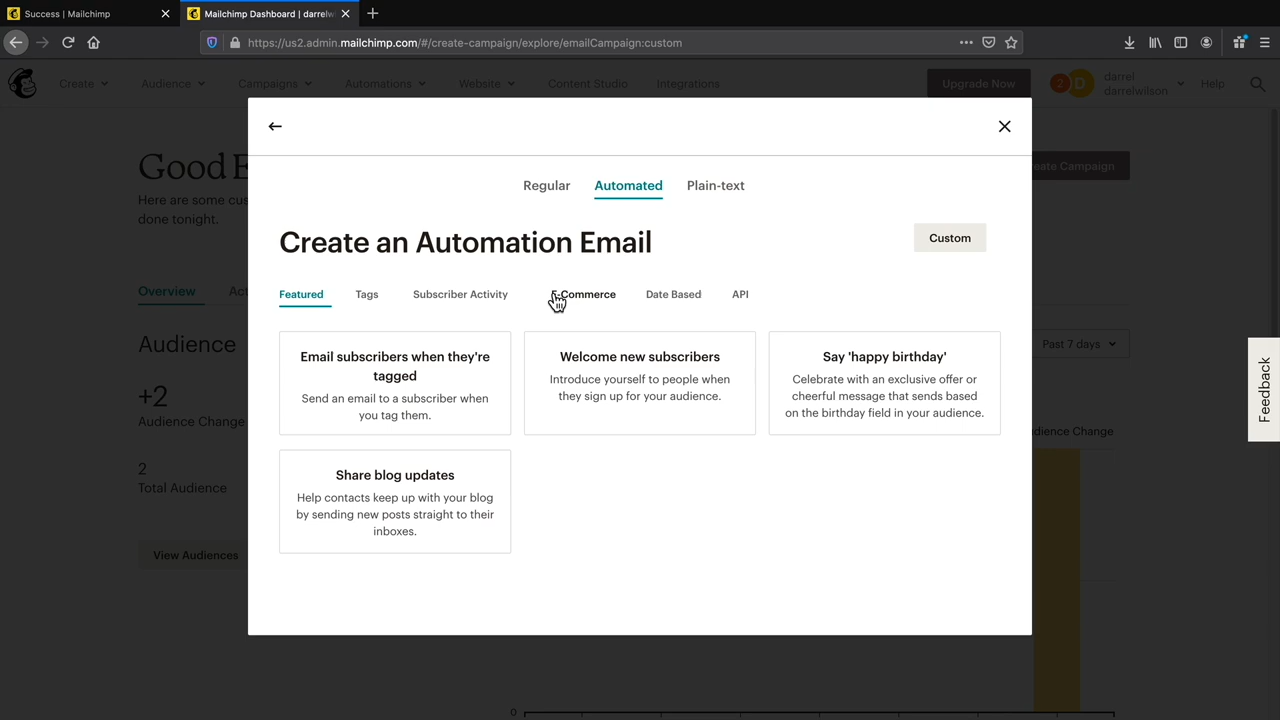 Success | Mailchimp
Mailchimp Dashboard | darrelw
https://us2.admin.mailchimp.com/#/create-campaign/explore/emailCampaign:custom
Create
Audience
Campaigns
Automations
Website
Content Studio
Integrations
Upgrade Now
2
D
darrel
darrelwilson
Help
Good E
Here are some cus
done tonight.
eate Campaign
Overview
Act
Audience
+2
Audience Change
2
Total Audience
View Audiences
Past 7 days
dience Change
0
Feedback
Regular
Automated
Plain-text
Create an Automation Email
Custom
Featured
Tags
Subscriber Activity
E-Commerce
Date Based
API
Email subscribers when they're
tagged
Send an email to a subscriber when
you tag them.
Welcome new subscribers
Introduce yourself to people when
they sign up for your audience.
Say 'happy birthday'
Celebrate with an exclusive offer or
cheerful message that sends based
on the birthday field in your audience.
Share blog updates
Help contacts keep up with your blog
by sending new posts straight to their
inboxes.